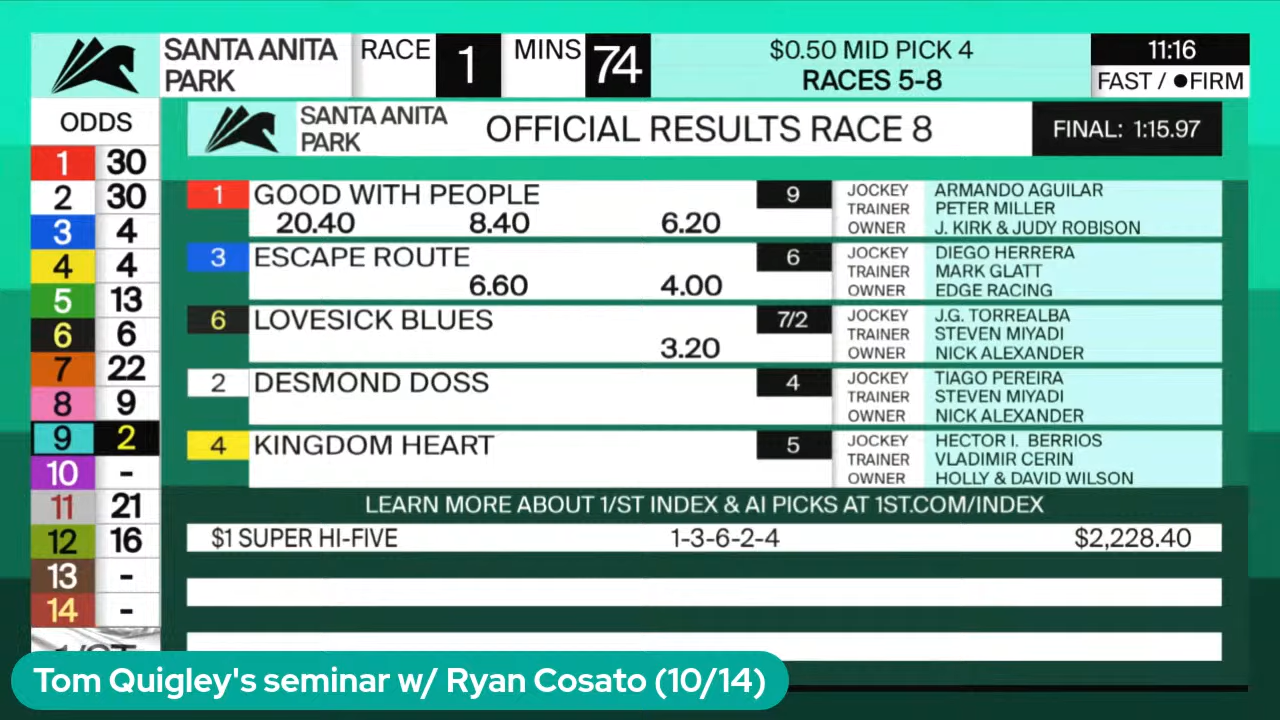 SANTA ANITA PARK RACE 1 MINS 74 $0.50 MID PICK 4 RACES 5-8 11:16 FAST / ●FIRM
ODDS
1 30
2 30
3 4
4 4
5 13
6 6
7 22
8 9
9 2
10 -
11 21
12 16
13 -
14 -
SANTA ANITA PARK OFFICIAL RESULTS RACE 8 FINAL: 1:15.97
1 GOOD WITH PEOPLE 9 JOCKEY ARMANDO AGUILAR
TRAINER PETER MILLER
20.40 8.40 6.20 OWNER J. KIRK & JUDY ROBISON
3 ESCAPE ROUTE 6 JOCKEY DIEGO HERRERA
TRAINER MARK GLATT
6.60 4.00 OWNER EDGE RACING
6 LOVESICK BLUES 7/2 JOCKEY J.G. TORREALBA
TRAINER STEVEN MIYADI
3.20 OWNER NICK ALEXANDER
2 DESMOND DOSS 4 JOCKEY TIAGO PEREIRA
TRAINER STEVEN MIYADI
OWNER NICK ALEXANDER
4 KINGDOM HEART 5 JOCKEY HECTOR I. BERRIOS
TRAINER VLADIMIR CERIN
OWNER HOLLY & DAVID WILSON
LEARN MORE ABOUT 1/ST INDEX & AI PICKS AT 1ST.COM/INDEX
$1 SUPER HI-FIVE 1-3-6-2-4 $2,228.40
Tom Quigley's seminar w/ Ryan Cosato (10/14)